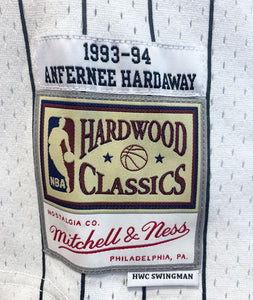 1993-94
ANFERNEE HARDAWAY
NBA
HARDWOOD
CLASSICS
NOSTALGIA CO.
Mitchell & Ness
PHILADELPHIA, PA.
HWC SWINGMAN